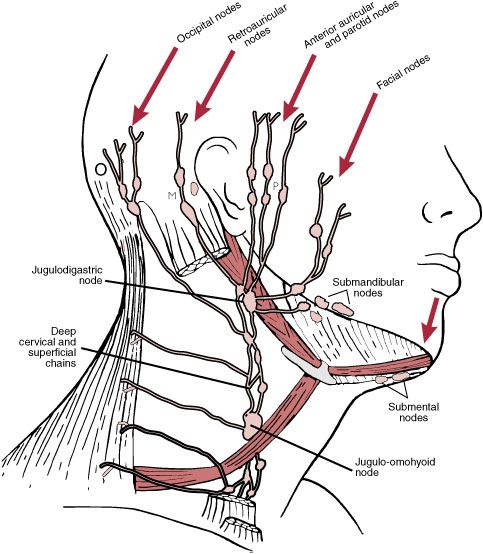 Occipital nodes
Retroauricular
nodes
Anterior auricular
and parotid nodes
Facial nodes
O
M
P
Jugulodigastric
node
Submandibular
nodes
Deep
cervical and
superficial
chains
Submental
nodes
Jugulo-omohyoid
node